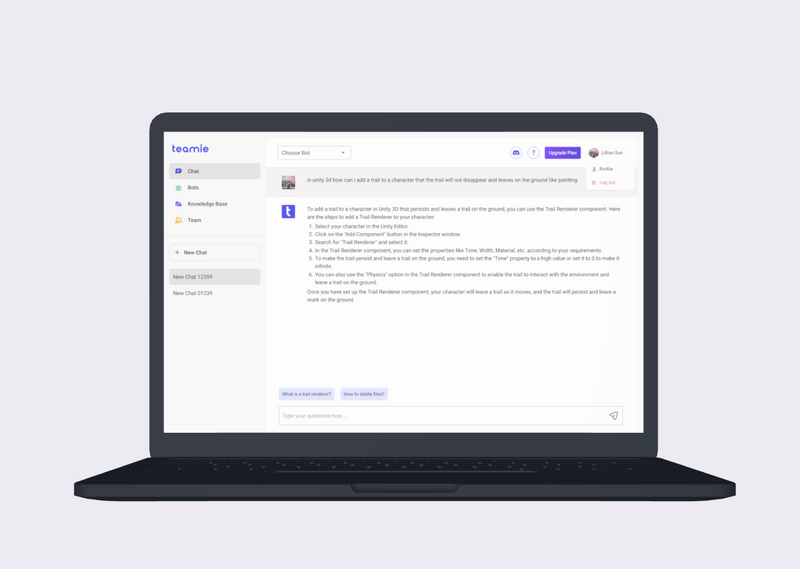 teamie
Chat
Bots
Knowledge Base
Team
+ New Chat
New Chat 12399
New Chat 01239
Choose Bot
?
Upgrade Plan
Lillian Sun
Profile
Log out
in unity 3d how can i add a trail to a character that the trail will not disappear and leaves on the ground like painting
t
To add a trail to a character in Unity 3D that persists and leaves a trail on the ground, you can use the Trail Renderer component. Here
are the steps to add a Trail Renderer to your character.
1. Select your character in the Unity Editor.
2. Click on the "Add Component" button in the Inspector window.
3. Search for "Trail Renderer" and select it.
4. In the Trail Renderer component, you can set the properties like Time, Width, Material, etc. according to your requirements.
5. To make the trail persist and leave a trail on the ground, you need to set the "Time" property to a high value or set it to 0 to make it
infinite.
6. You can also use the "Physics" option in the Trail Renderer component to enable the trail to interact with the environment and
leave a trail on the ground.
Once you have set up the Trail Renderer component, your character will leave a trail as it moves, and the trail will persist and leave a
mark on the ground.
What is a trail renderer?
How to delete files?
Type your questions here ...